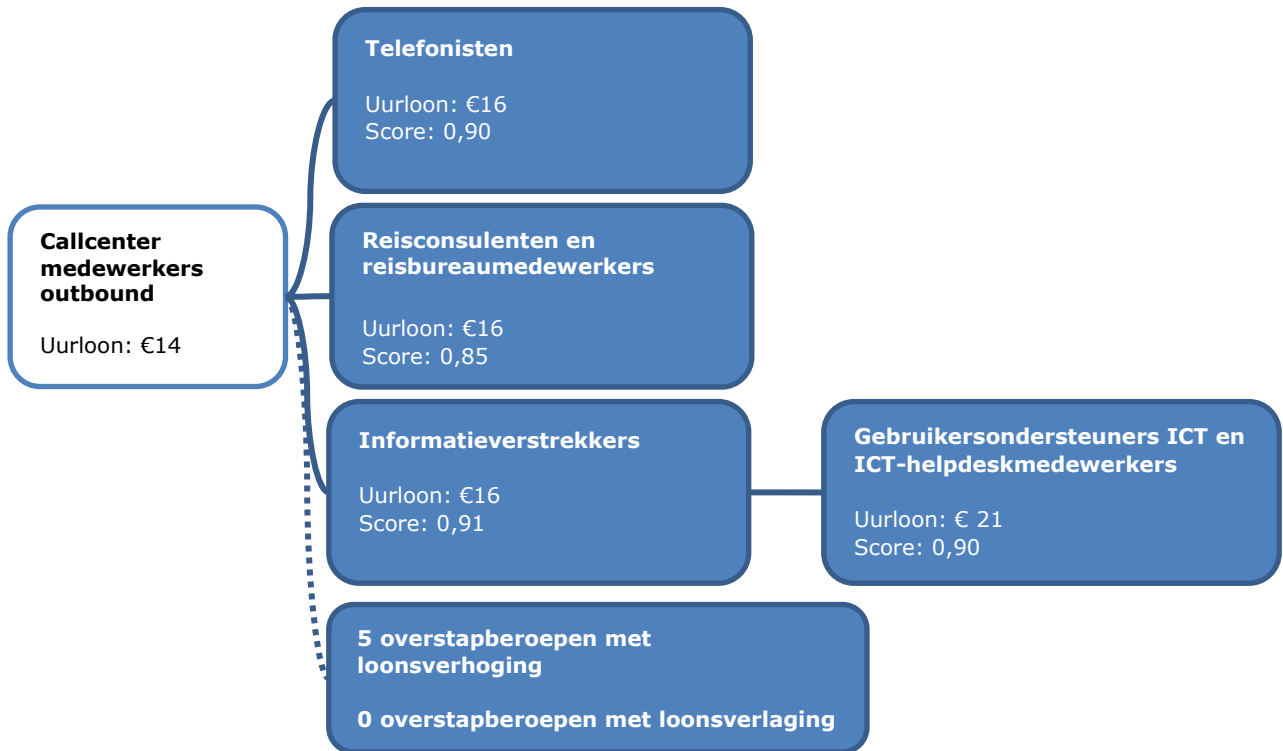 Telefonisten
Uurloon: €16
Score: 0,90
Callcenter
medewerkers
outbound
Uurloon: €14
Reisconsulenten en
reisbureaumedewerkers
Uurloon: €16
Score: 0,85
Informatieverstrekkers
Uurloon: €16
Score: 0,91
Gebruikersondersteuners ICT en
ICT-helpdeskmedewerkers
Uurloon: € 21
Score: 0,90
5 overstapberoepen met
loonsverhoging
0 overstapberoepen met loonsverlaging